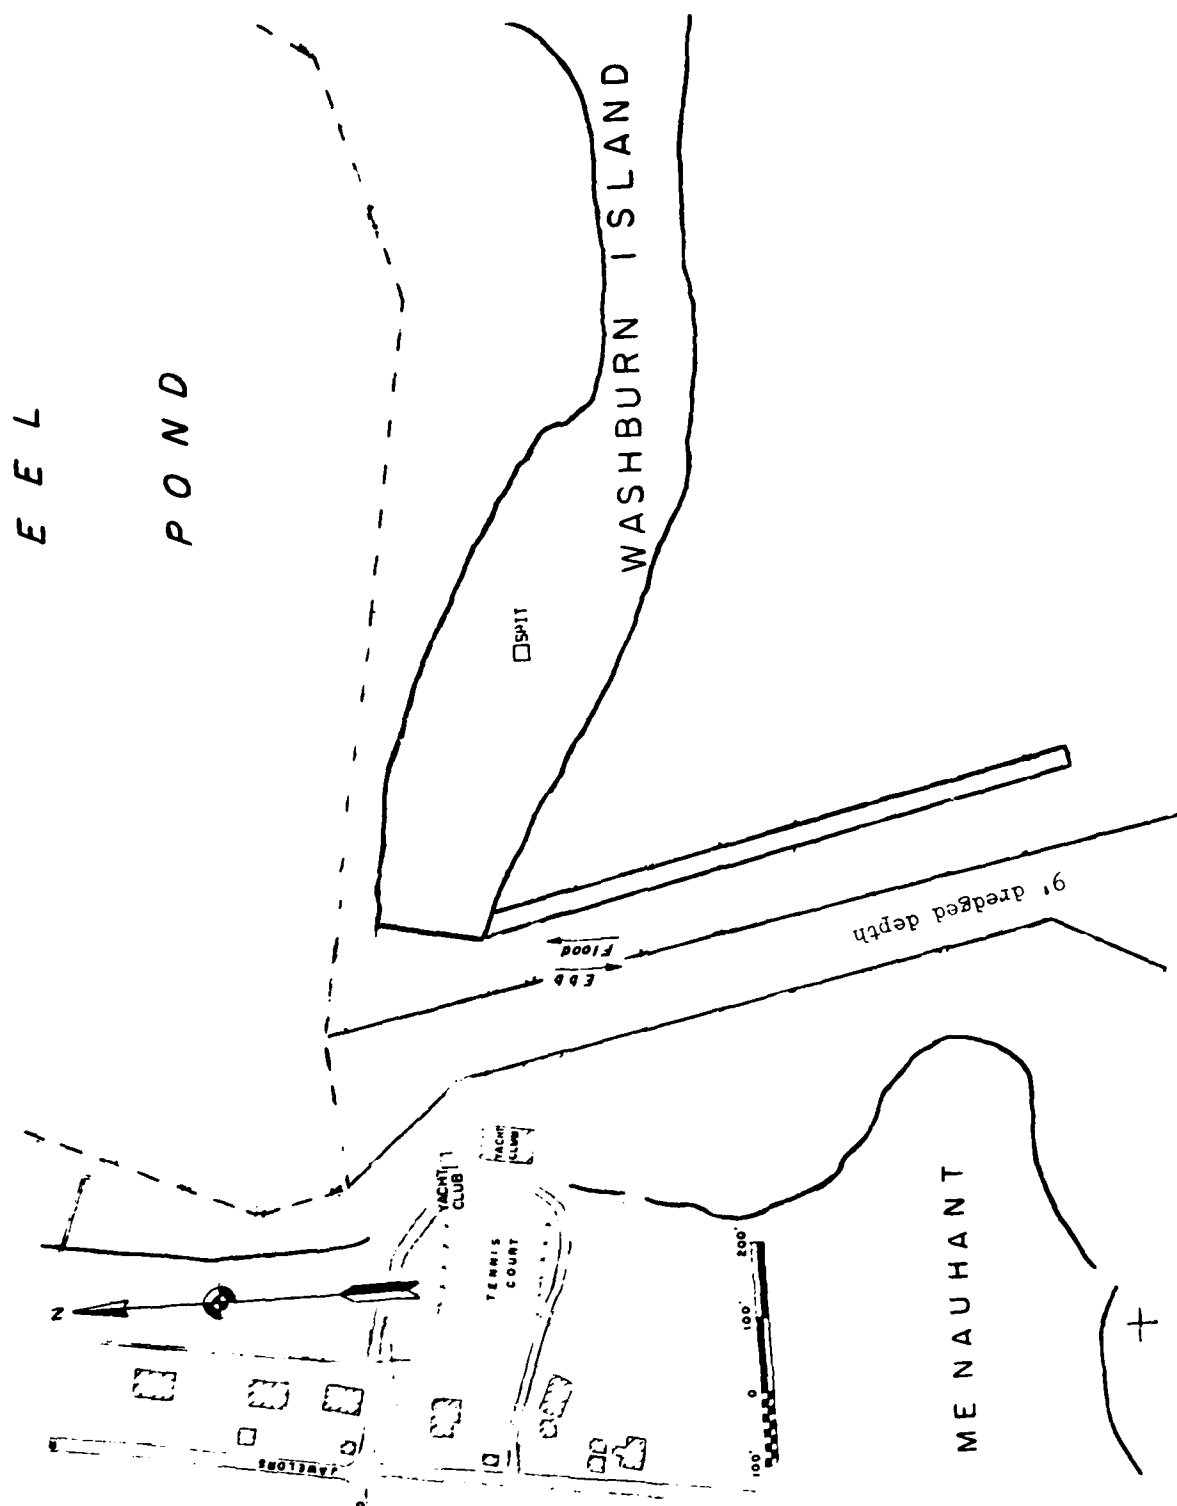 EEL
POND
WASHBURN ISLAND
SPIT
Flood
Ebb
9' dredged depth
YACHT
CLUB
YACHT
CLUB
TENNIS
COURT
N
100' 0 100' 200'
MENAUHANT